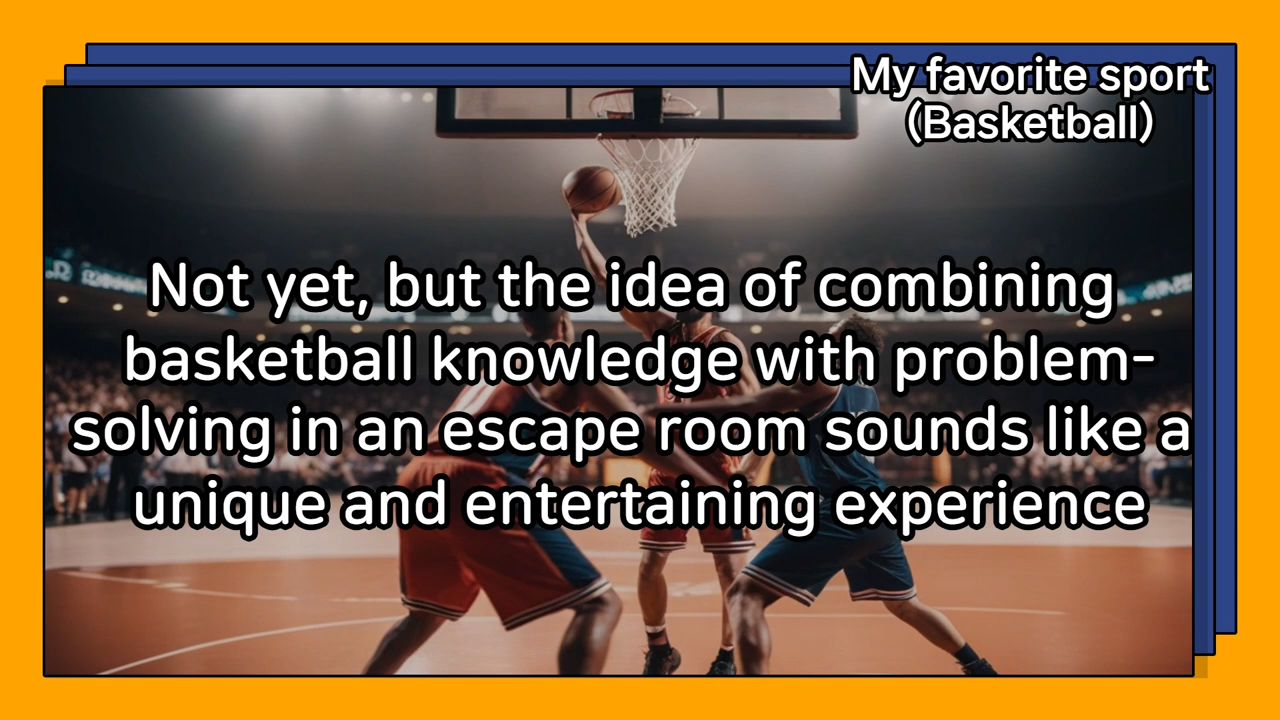 My favorite sport
(Basketball)
Not yet, but the idea of combining
basketball knowledge with problem-
solving in an escape room sounds like a
unique and entertaining experience